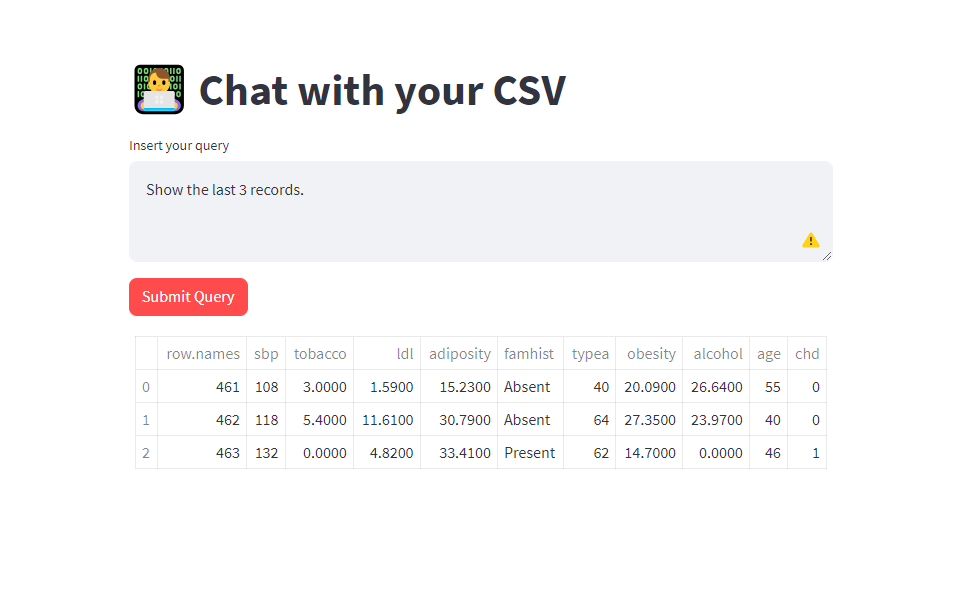 Chat with your CSV
Insert your query
Show the last 3 records.
Submit Query
row.names sbp tobacco ldl adiposity famhist typea obesity alcohol age chd
0 461 108 3.0000 1.5900 15.2300 Absent 40 20.0900 26.6400 55 0
1 462 118 5.4000 11.6100 30.7900 Absent 64 27.3500 23.9700 40 0
2 463 132 0.0000 4.8200 33.4100 Present 62 14.7000 0.0000 46 1